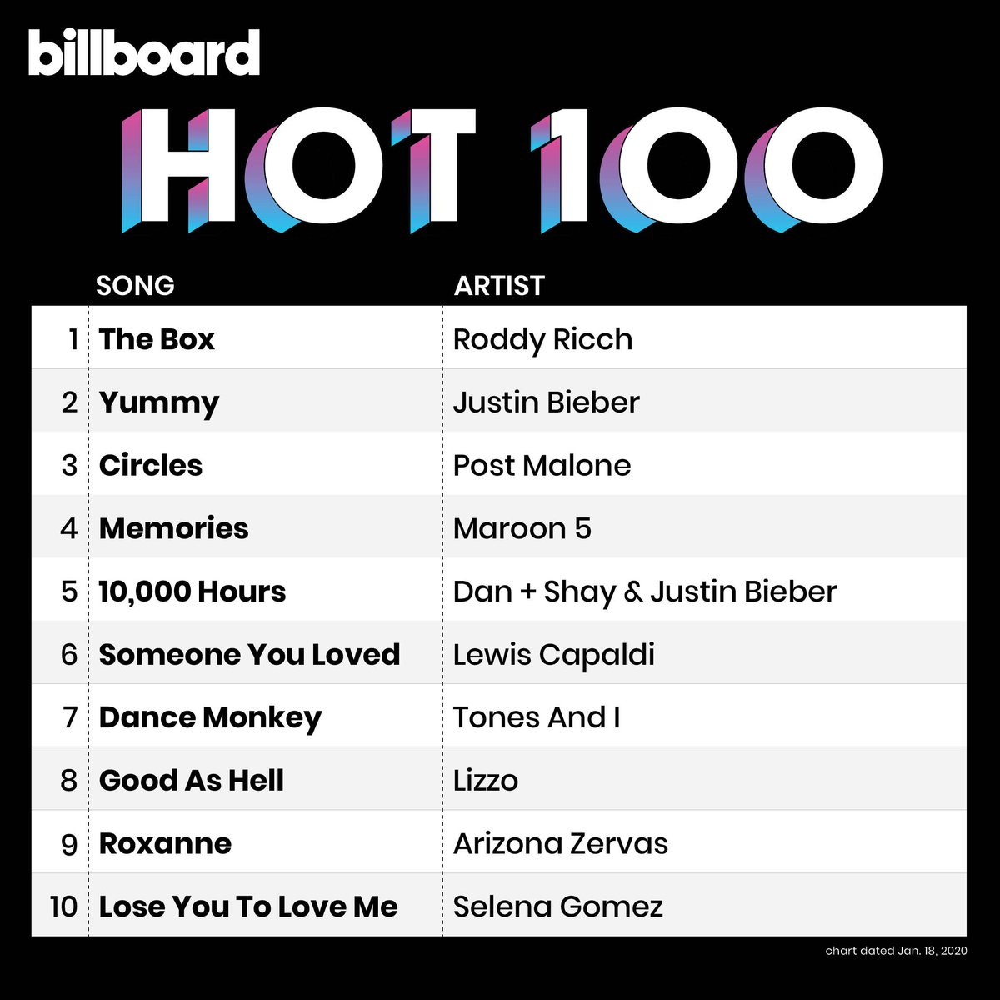 billboard
HOT 100
SONG ARTIST
1 The Box Roddy Ricch
2 Yummy Justin Bieber
3 Circles Post Malone
4 Memories Maroon 5
5 10,000 Hours Dan + Shay & Justin Bieber
6 Someone You Loved Lewis Capaldi
7 Dance Monkey Tones And I
8 Good As Hell Lizzo
9 Roxanne Arizona Zervas
10 Lose You To Love Me Selena Gomez
chart dated Jan. 18, 2020